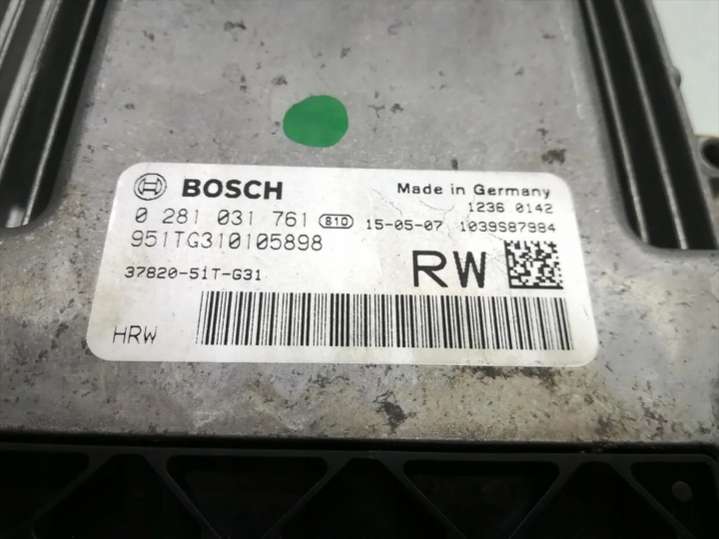 BOSCH
Made in Germany
1236 0142
0 281 031 761 810 15-05-07 1039S87984
951TG310105898
37820-51T-G31
RW
HRW